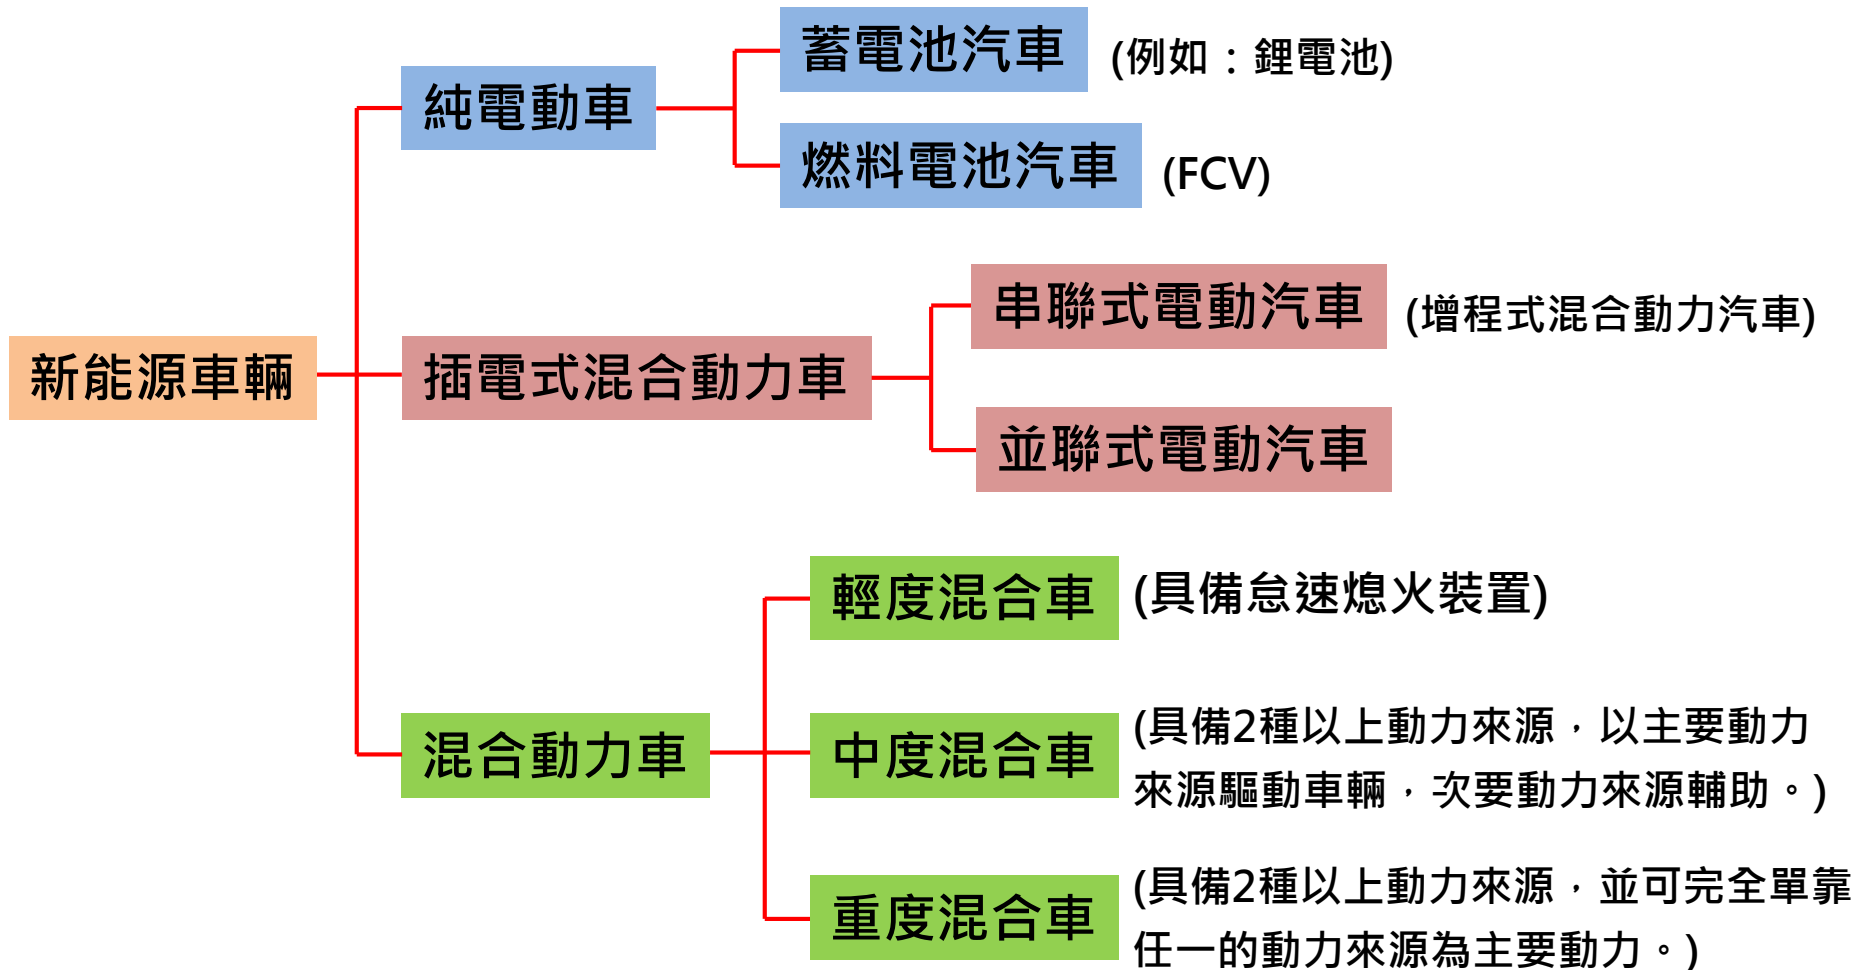 蓄電池汽車 (例如：鋰電池)
純電動車
燃料電池汽車 (FCV)
串聯式電動汽車 (增程式混合動力汽車)
新能源車輛
插電式混合動力車
並聯式電動汽車
輕度混合車 (具備怠速熄火裝置)
混合動力車
中度混合車
(具備2種以上動力來源，以主要動力
來源驅動車輛，次要動力來源輔助。)
重度混合車
(具備2種以上動力來源，並可完全單靠
任一的動力來源為主要動力。)